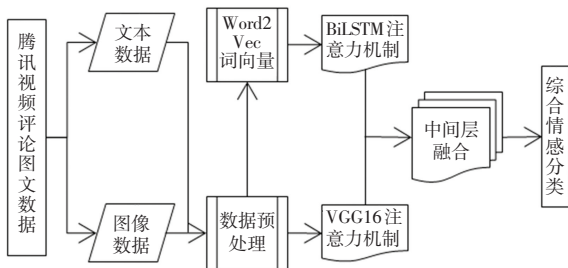 腾讯视频评论图文数据
文本
数据
图像
数据
Word2
Vec
词向量
数据预
处理
BiLSTM注
意力机制
VGG16注
意力机制
中间层
融合
综合情感分类